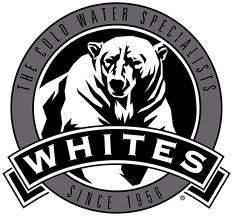 THE COLD WATER SPECIALISTS
WHITES
SINCE 1956
®